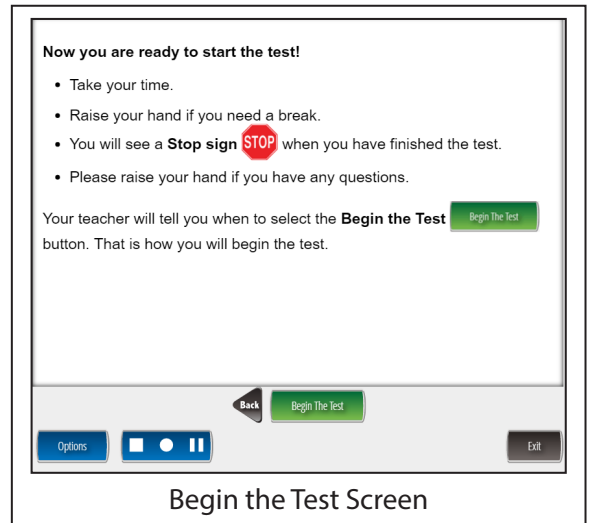 Now you are ready to start the test!
• Take your time.
• Raise your hand if you need a break.
• You will see a Stop sign STOP when you have finished the test.
• Please raise your hand if you have any questions.
Your teacher will tell you when to select the Begin the Test Begin The Test
button. That is how you will begin the test.
Back Begin The Test
Options Exit
Begin the Test Screen